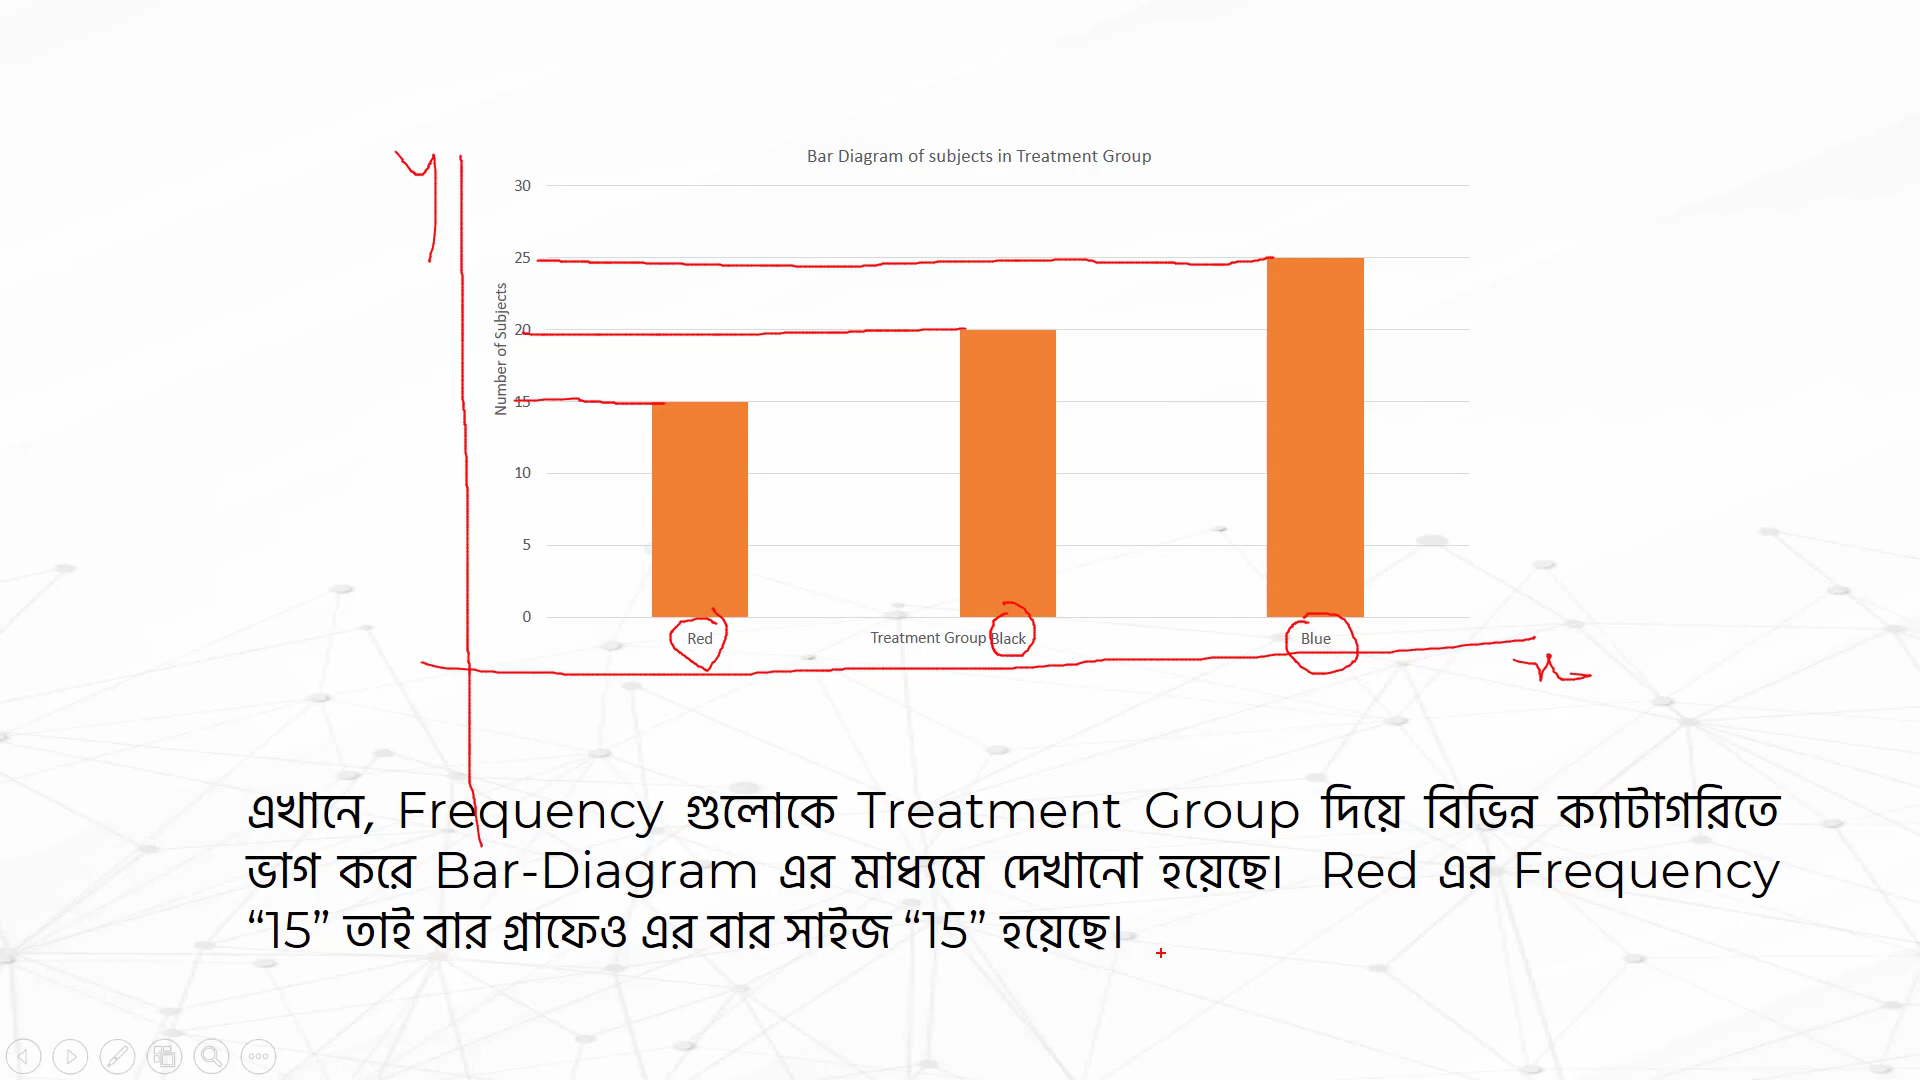 Bar Diagram of subjects in Treatment Group
y
30
25
20
15
10
5
0
Number of Subjects
Red
Treatment Group
Black
Blue
x
এখানে, Frequency গুলোকে Treatment Group দিয়ে বিভিন্ন ক্যাটাগরিতে
ভাগ করে Bar-Diagram এর মাধ্যমে দেখানো হয়েছে। Red এর Frequency
“15” তাই বার গ্রাফেও এর বার সাইজ “15” হয়েছে।